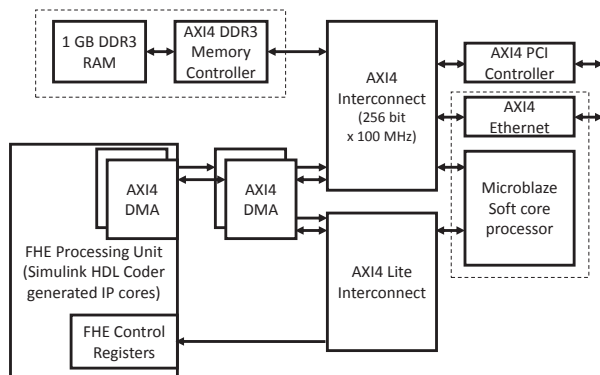 1 GB DDR3
RAM
AXI4 DDR3
Memory
Controller
AXI4
Interconnect
(256 bit
x 100 MHz)
AXI4 PCI
Controller
AXI4
Ethernet
Microblaze
Soft core
processor
AXI4
DMA
AXI4
DMA
FHE Processing Unit
(Simulink HDL Coder
generated IP cores)
AXI4 Lite
Interconnect
FHE Control
Registers